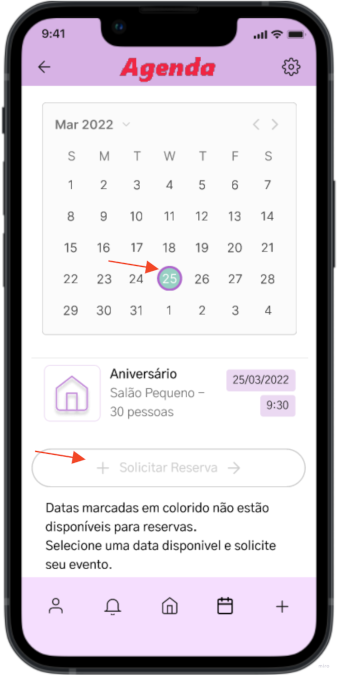 9:41
Agenda
Mar 2022
S M T W T F S
1 2 3 4 5 6 7
8 9 10 11 12 13 14
15 16 17 18 19 20 21
22 23 24 25 26 27 28
29 30 31 1 2 3 4
Aniversário
25/03/2022
Salão Pequeno –
30 pessoas
9:30
+ Solicitar Reserva →
Datas marcadas em colorido não estão
disponíveis para reservas.
Selecione uma data disponivel e solicite
seu evento.